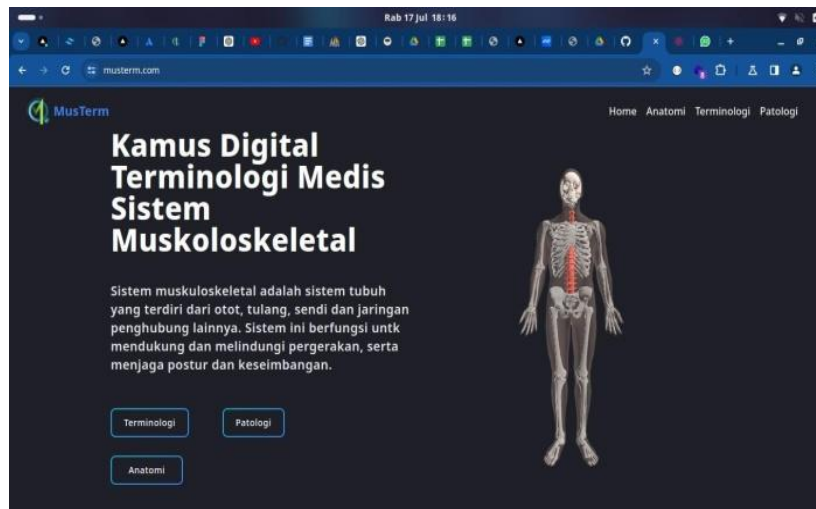 Rab 17 Jul 18:16
musterm.com
MusTerm
Home Anatomi Terminologi Patologi
Kamus Digital
Terminologi Medis
Sistem
Muskoloskeletal
Sistem muskuloskeletal adalah sistem tubuh
yang terdiri dari otot, tulang, sendi dan jaringan
penghubung lainnya. Sistem ini berfungsi untk
mendukung dan melindungi pergerakan, serta
menjaga postur dan keseimbangan.
Terminologi Patologi
Anatomi